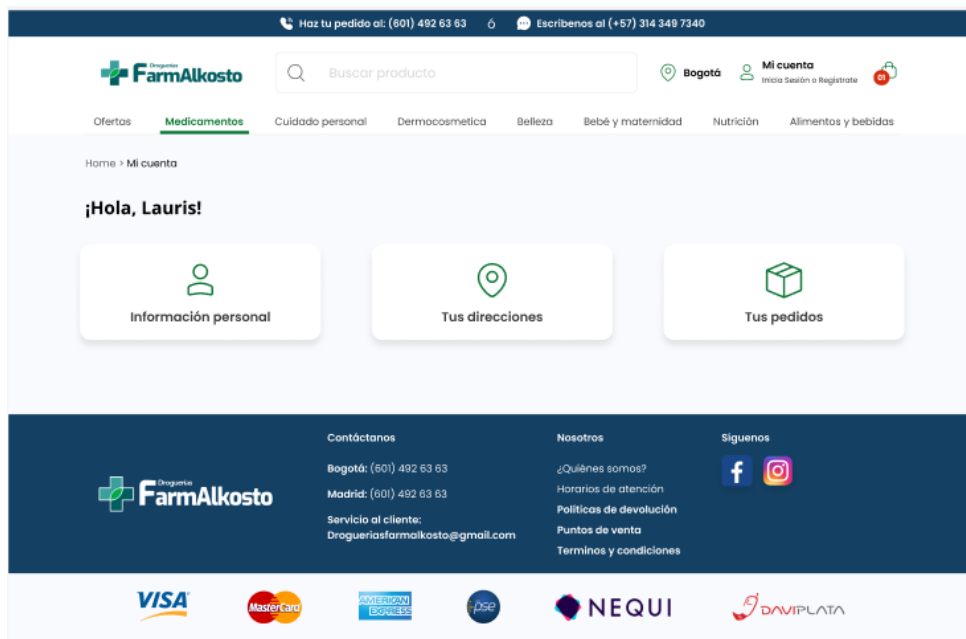 Haz tu pedido al: (601) 492 63 63 ó Escríbenos al (+57) 314 349 7340
Droguerías
FarmAlkosto
Buscar producto
Bogotá
Mi cuenta
Inicia Sesión o Registrate
01
Ofertas Medicamentos Cuidado personal Dermocosmetica Belleza Bebé y maternidad Nutrición Alimentos y bebidas
Home > Mi cuenta
¡Hola, Lauris!
Información personal
Tus direcciones
Tus pedidos
Droguerías
FarmAlkosto
Contáctanos
Bogotá: (601) 492 63 63
Madrid: (601) 492 63 63
Servicio al cliente:
Drogueriasfarmalkosto@gmail.com
Nosotros
¿Quiénes somos?
Horarios de atención
Políticas de devolución
Puntos de venta
Terminos y condiciones
Síguenos
VISA
MasterCard
AMERICAN
EXPRESS
pse
NEQUI
DAVIPLATA